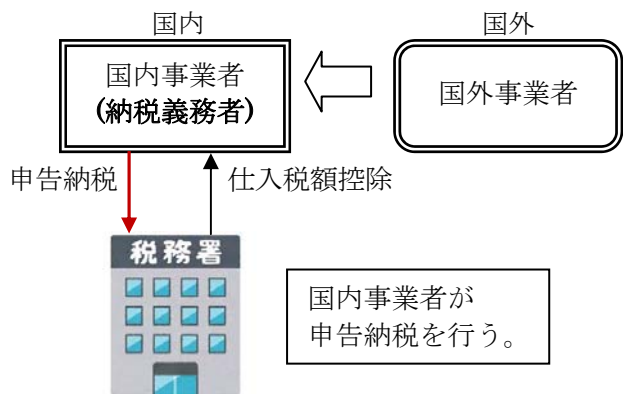 国内
国外
国内事業者
(納税義務者)
国外事業者
申告納税
仕入税額控除
税務署
国内事業者が
申告納税を行う。